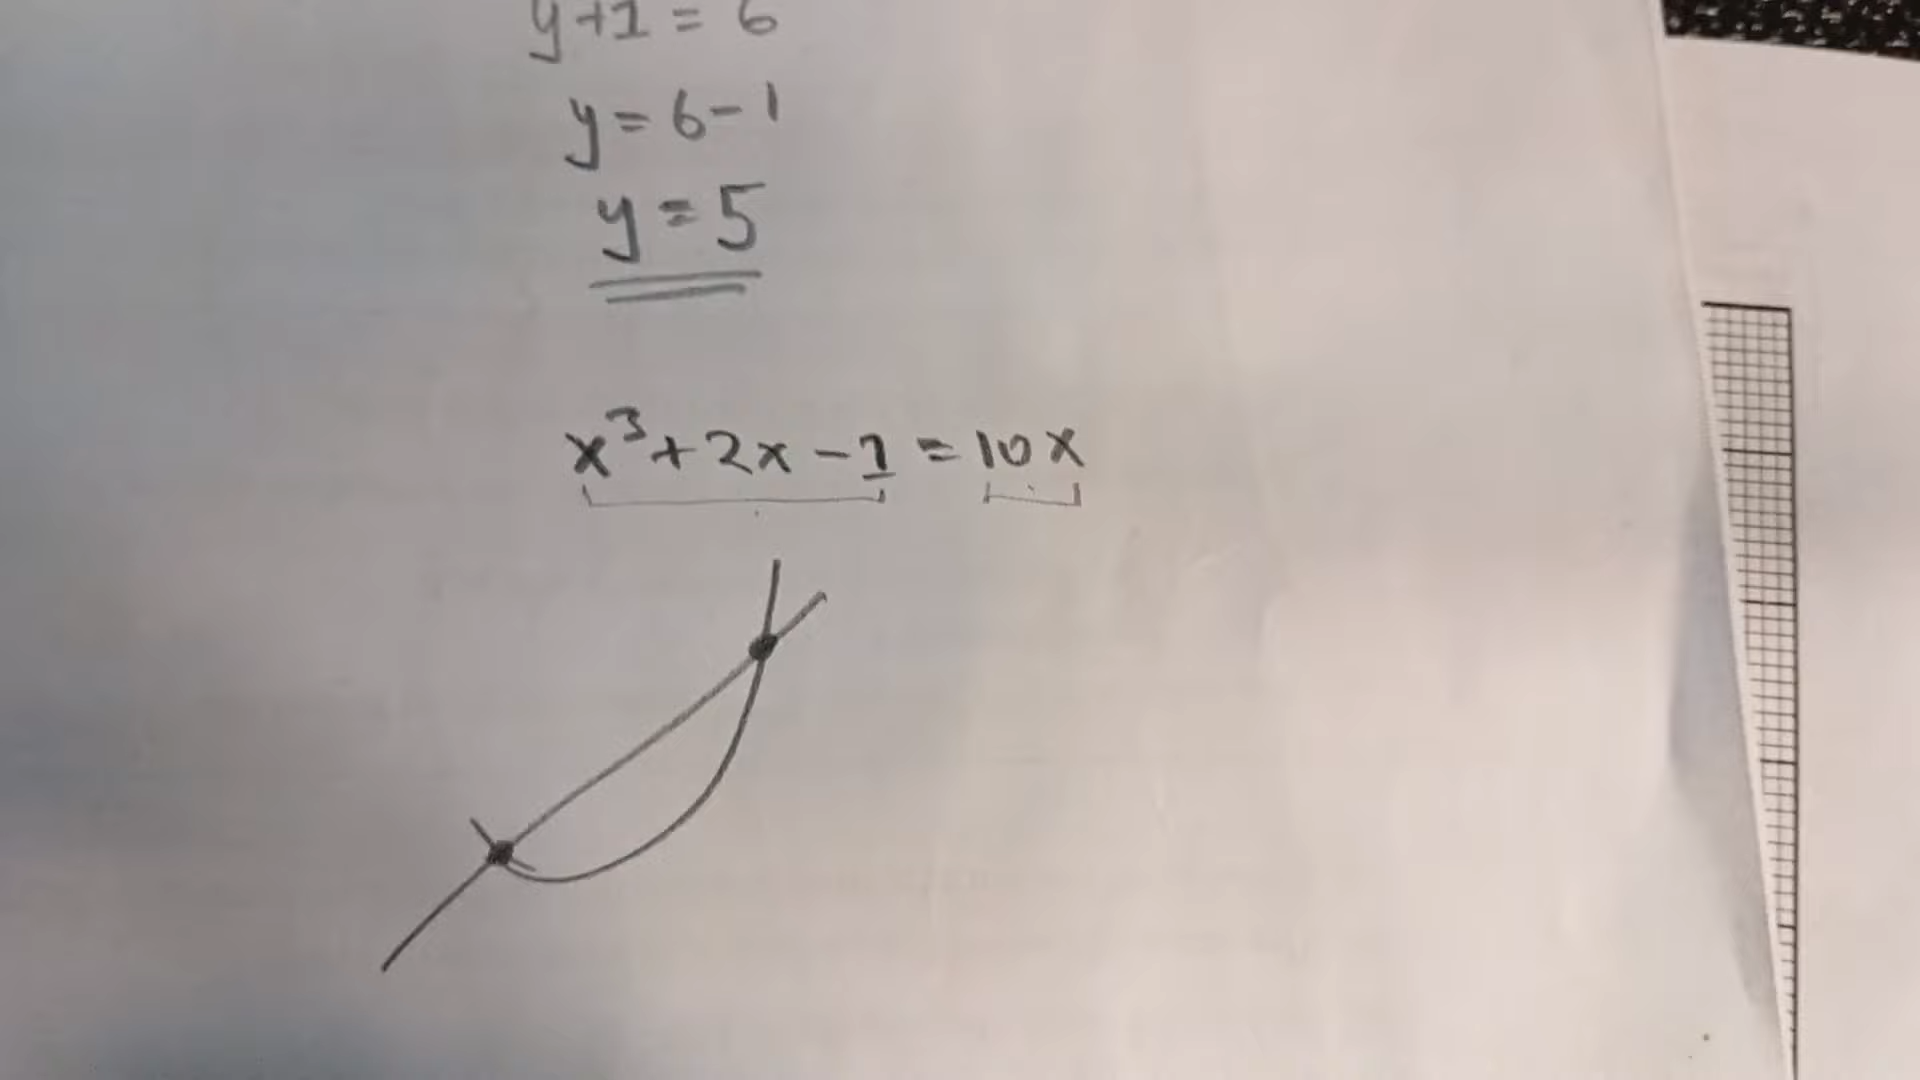 y+1 = 6
y = 6-1
y = 5
x³+2x-1 = 10x